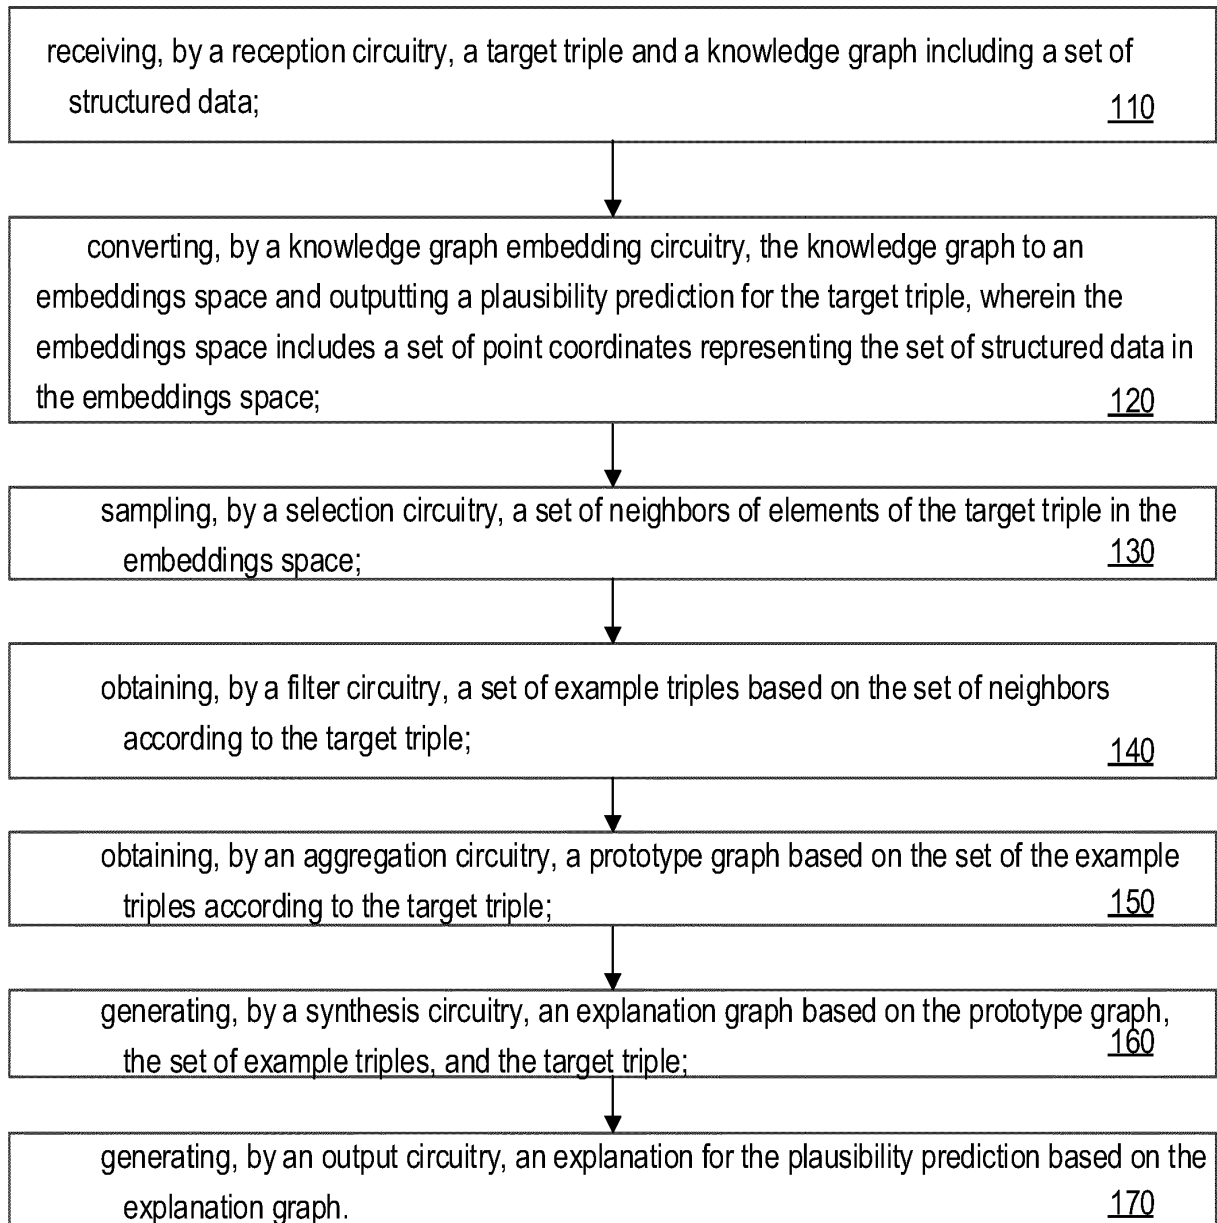 receiving, by a reception circuitry, a target triple and a knowledge graph including a set of
structured data;
110
converting, by a knowledge graph embedding circuitry, the knowledge graph to an
embeddings space and outputting a plausibility prediction for the target triple, wherein the
embeddings space includes a set of point coordinates representing the set of structured data in
the embeddings space;
120
sampling, by a selection circuitry, a set of neighbors of elements of the target triple in the
embeddings space;
130
obtaining, by a filter circuitry, a set of example triples based on the set of neighbors
according to the target triple;
140
obtaining, by an aggregation circuitry, a prototype graph based on the set of the example
triples according to the target triple;
150
generating, by a synthesis circuitry, an explanation graph based on the prototype graph,
the set of example triples, and the target triple;
160
generating, by an output circuitry, an explanation for the plausibility prediction based on the
explanation graph.
170